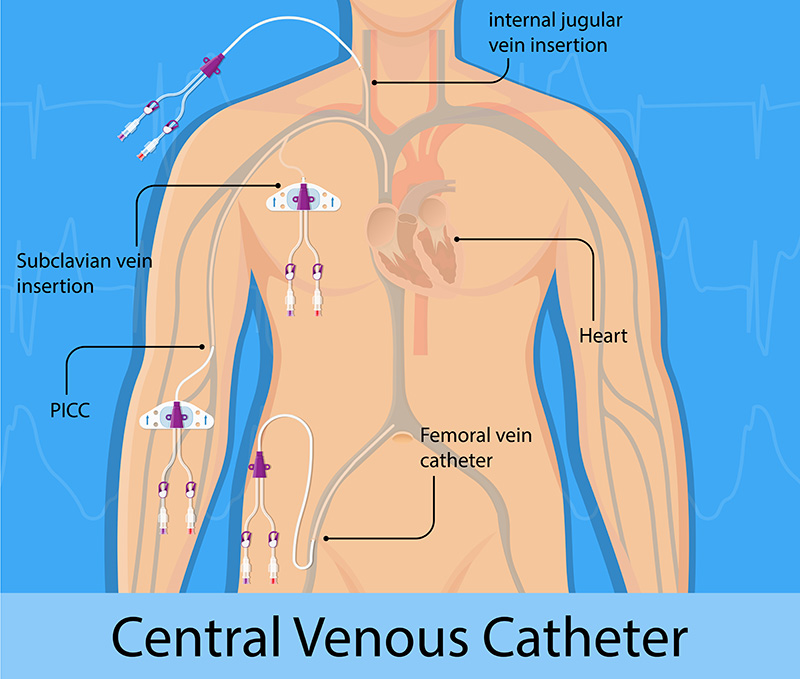 internal jugular
vein insertion
Subclavian vein
insertion
Heart
PICC
Femoral vein
catheter
Central Venous Catheter